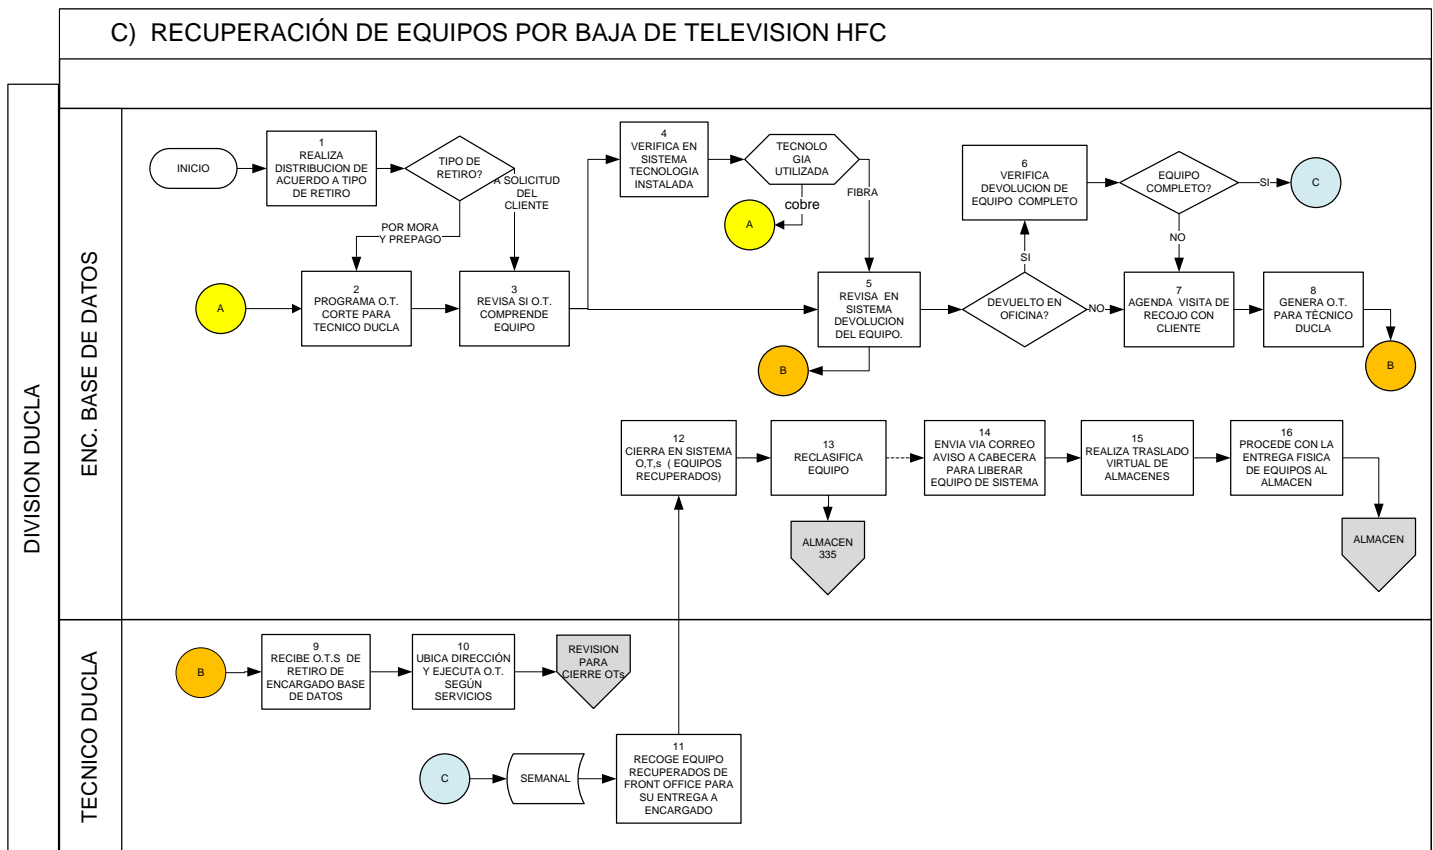 C) RECUPERACIÓN DE EQUIPOS POR BAJA DE TELEVISION HFC
DIVISION DUCLA
ENC. BASE DE DATOS
INICIO
1
REALIZA
DISTRIBUCION DE
ACUERDO A TIPO
DE RETIRO
TIPO DE
RETIRO?
A SOLICITUD
DEL
CLIENTE
POR MORA
Y PREPAGO
A
2
PROGRAMA O.T.
CORTE PARA
TECNICO DUCLA
3
REVISA SI O.T.
COMPRENDE
EQUIPO
4
VERIFICA EN
SISTEMA
TECNOLOGIA
INSTALADA
TECNOLO
GIA
UTILIZADA
cobre
A
FIBRA
5
REVISA EN
SISTEMA
DEVOLUCION
DEL EQUIPO.
B
DEVUELTO EN
OFICINA?
SI
NO
6
VERIFICA
DEVOLUCION DE
EQUIPO COMPLETO
EQUIPO
COMPLETO?
SI
C
NO
7
AGENDA VISITA DE
RECOJO CON
CLIENTE
8
GENERA O.T.
PARA TÈCNICO
DUCLA
B
12
CIERRA EN SISTEMA
O,T,s ( EQUIPOS
RECUPERADOS)
13
RECLASIFICA
EQUIPO
ALMACEN
335
14
ENVIA VIA CORREO
AVISO A CABECERA
PARA LIBERAR
EQUIPO DE SISTEMA
15
REALIZA TRASLADO
VIRTUAL DE
ALMACENES
16
PROCEDE CON LA
ENTREGA FISICA
DE EQUIPOS AL
ALMACEN
ALMACEN
TECNICO DUCLA
B
9
RECIBE O.T.S DE
RETIRO DE
ENCARGADO BASE
DE DATOS
10
UBICA DIRECCIÓN
Y EJECUTA O.T.
SEGÚN
SERVICIOS
REVISION
PARA
CIERRE OTs
C
SEMANAL
11
RECOGE EQUIPO
RECUPERADOS DE
FRONT OFFICE PARA
SU ENTREGA A
ENCARGADO